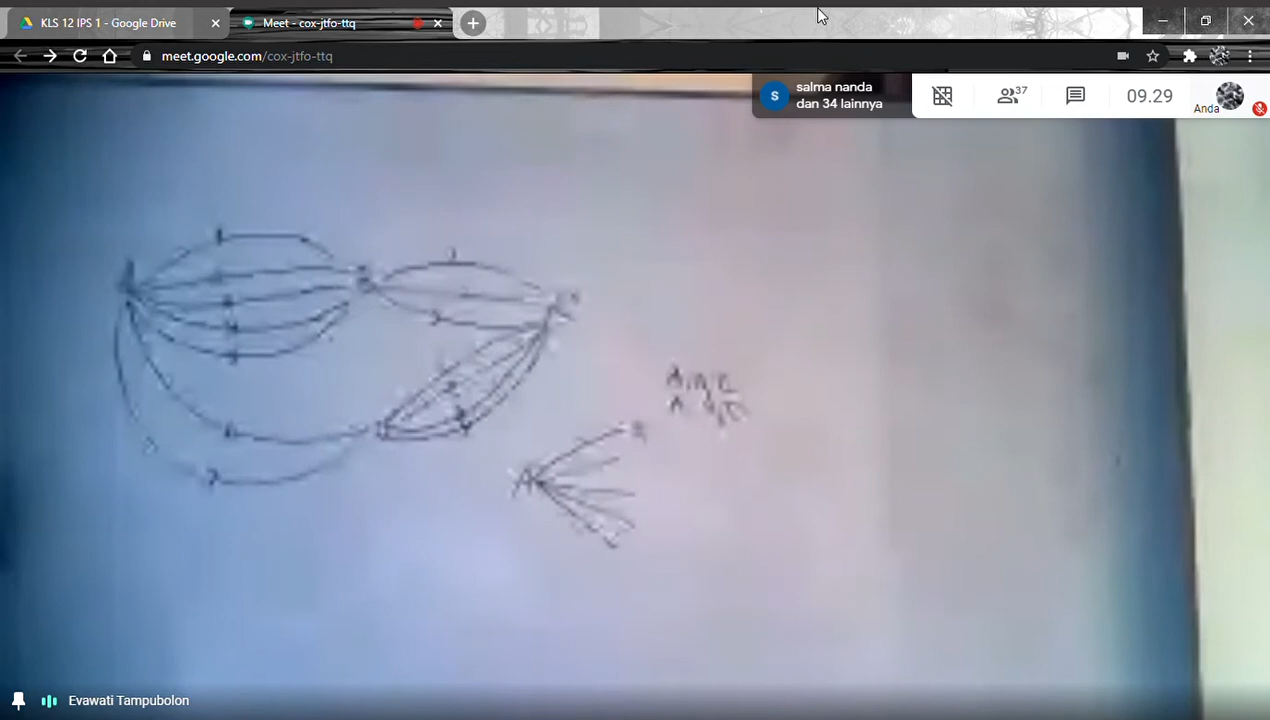 KLS 12 IPS 1 - Google Drive
Meet - cox-jtfo-ttq
meet.google.com/cox-jtfo-ttq
S
salma nanda
dan 34 lainnya
37
09.29
Anda
A
B
C
A
B
Evawati Tampubolon